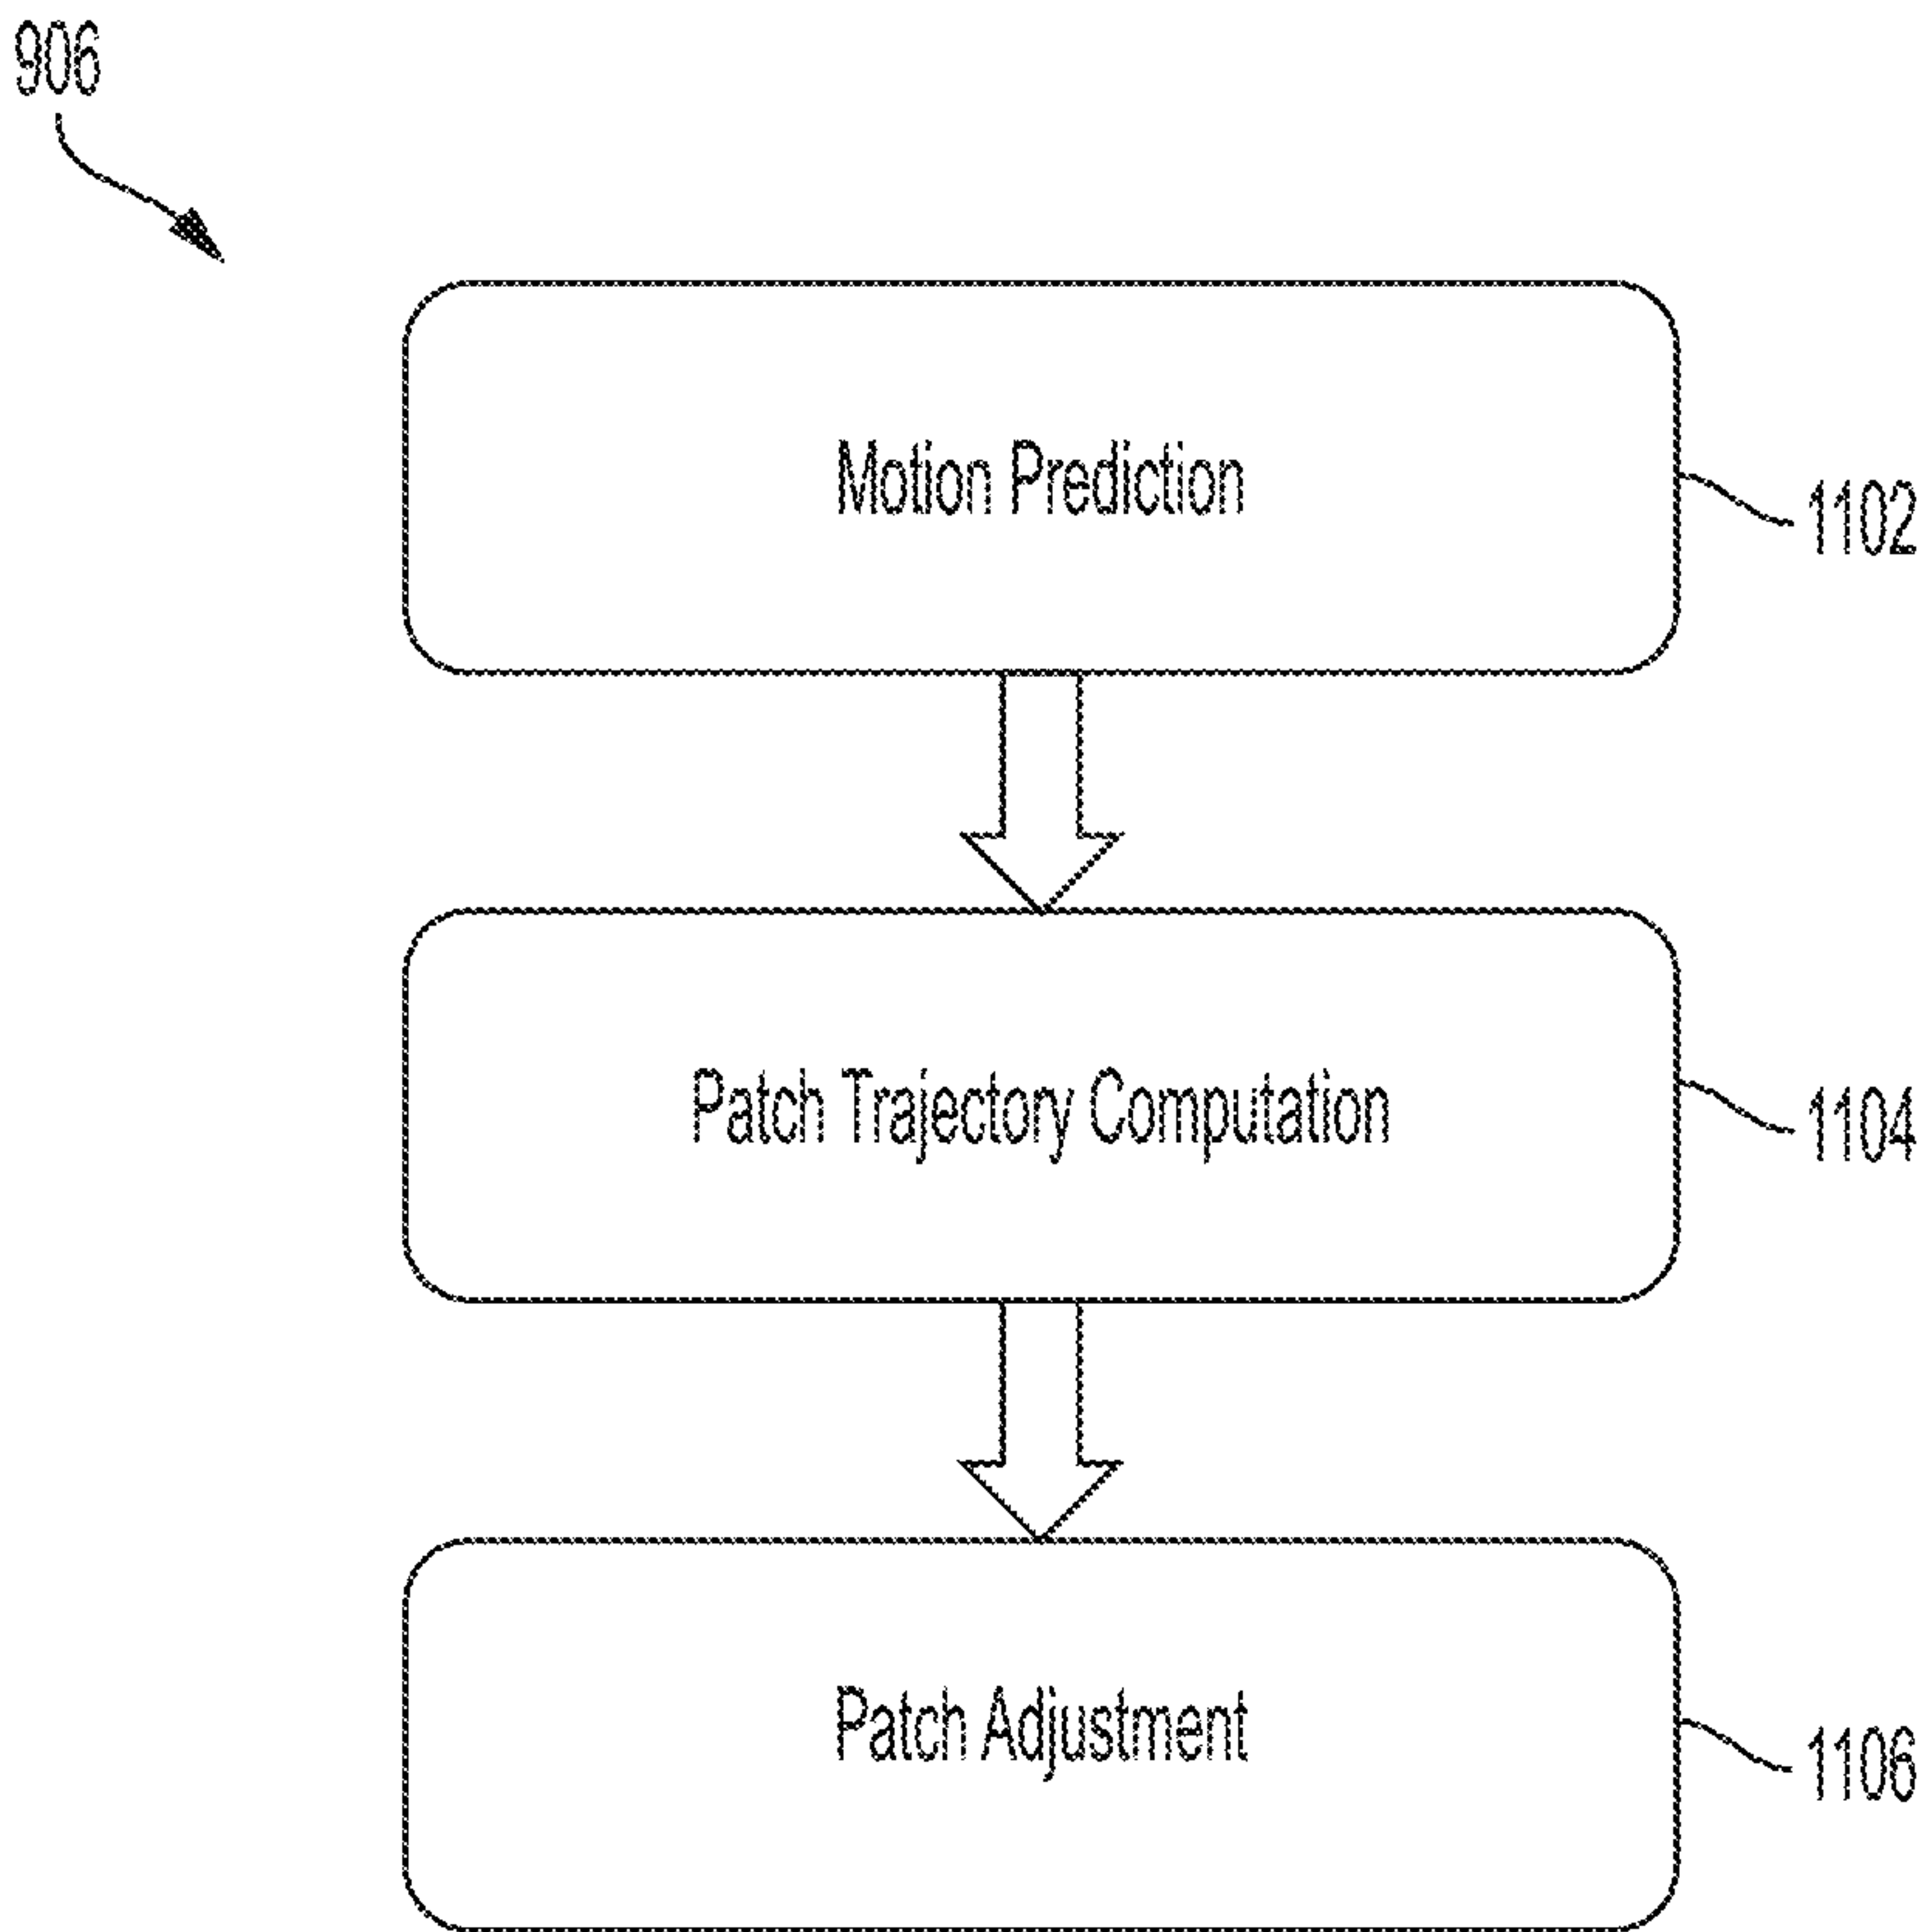 906
Motion Prediction
1102
Patch Trajectory Computation
1104
Patch Adjustment
1106